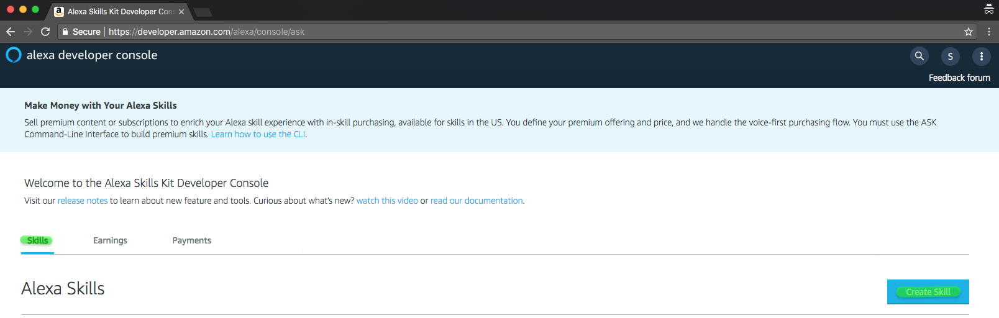 Alexa Skills Kit Developer Cons
Secure https://developer.amazon.com/alexa/console/ask
alexa developer console
S
Feedback forum
Make Money with Your Alexa Skills
Sell premium content or subscriptions to enrich your Alexa skill experience with in-skill purchasing, available for skills in the US. You define your premium offering and price, and we handle the voice-first purchasing flow. You must use the ASK
Command-Line Interface to build premium skills. Learn how to use the CLI.
Welcome to the Alexa Skills Kit Developer Console
Visit our release notes to learn about new feature and tools. Curious about what's new? watch this video or read our documentation.
Skills Earnings Payments
Alexa Skills
Create Skill